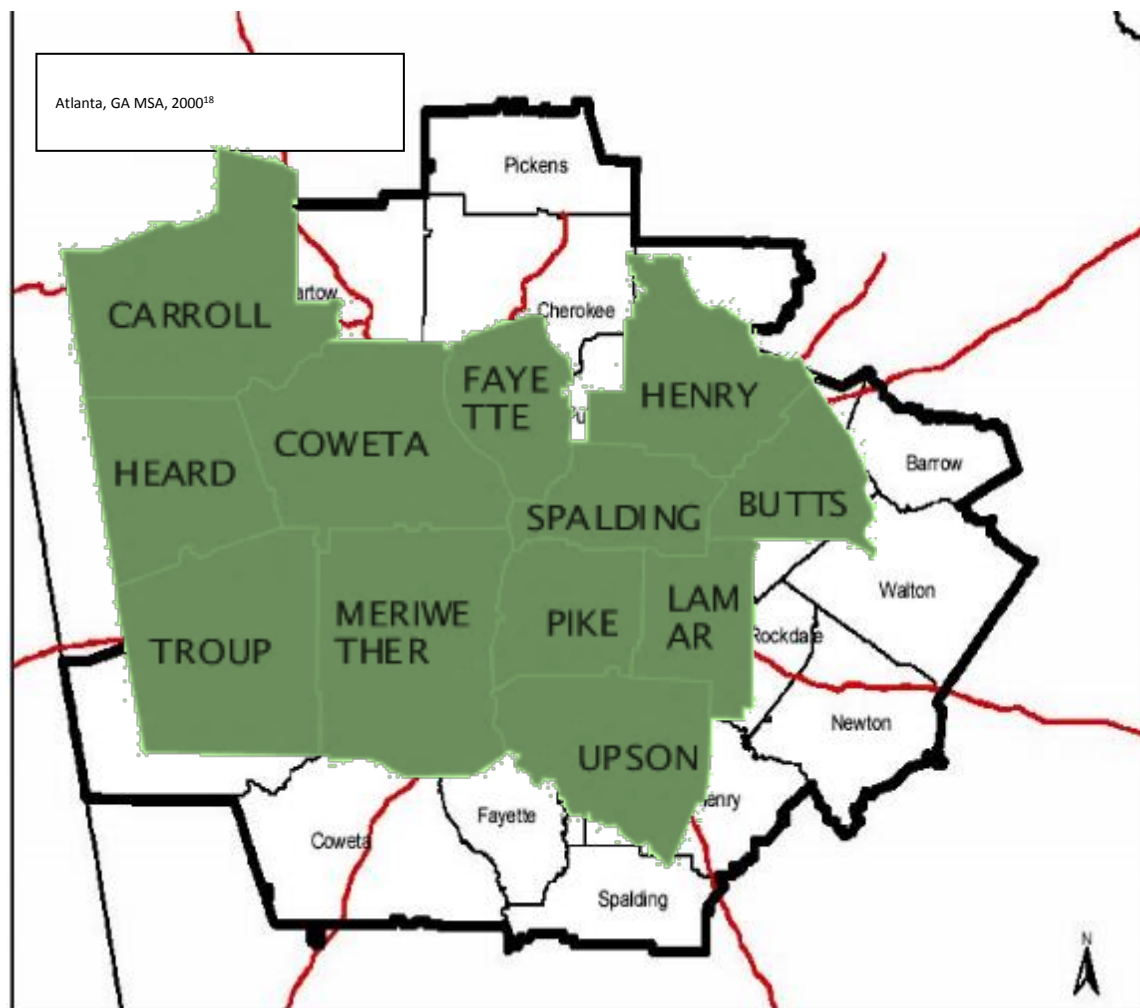 Atlanta, GA MSA, 2000¹⁸
Pickens
artow
Cherokee
CARROLL
FAYE
TTE
HENRY
COWETA
HEARD
Barrow
SPALDING
BUTTS
Walton
MERIWE
THER
PIKE
LAM
AR
Rockdale
TROUP
Newton
UPSON
enry
Fayette
Coweta
Spalding
N